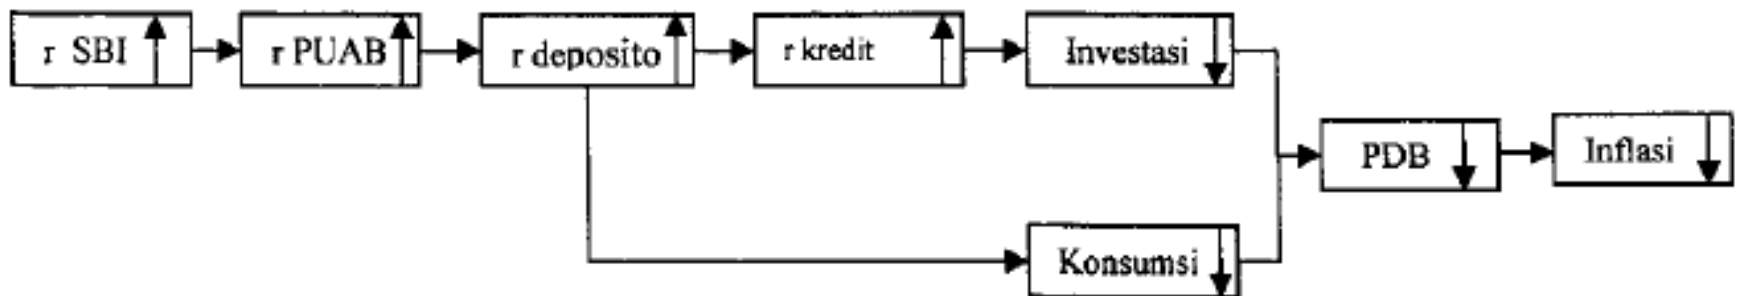 r SBI
r PUAB
r deposito
r kredit
Investasi
PDB
Inflasi
Konsumsi